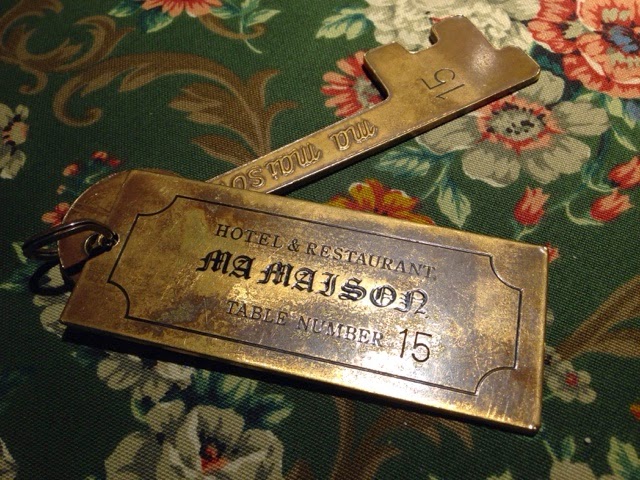 15
ma maison
HOTEL & RESTAURANT
MA MAISON
TABLE NUMBER 15